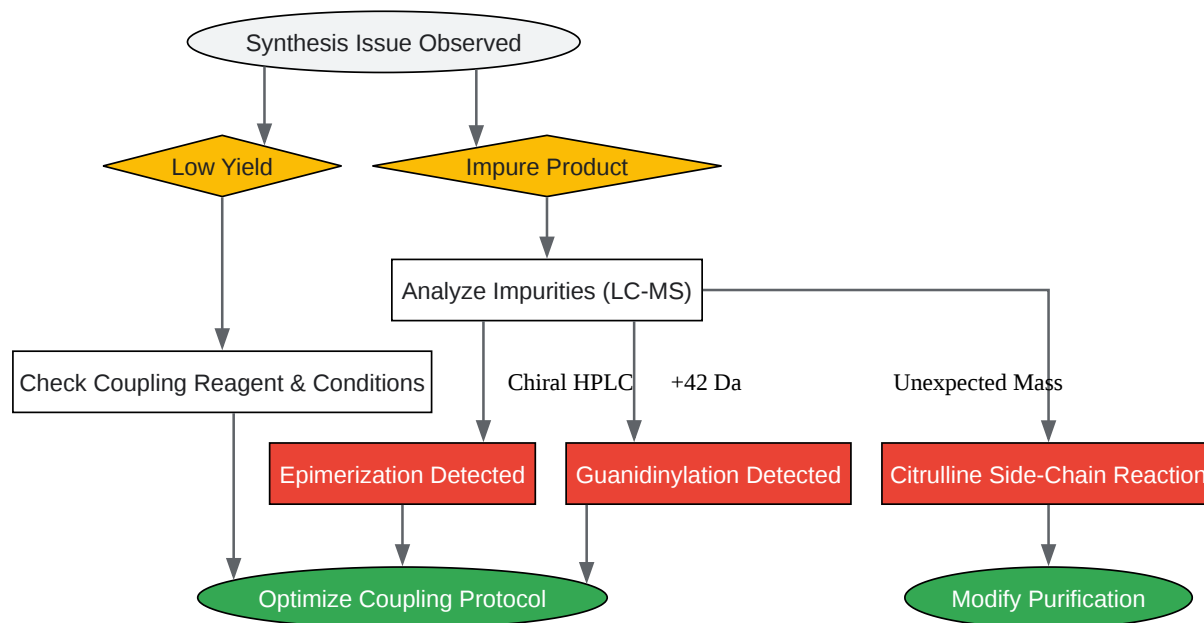 Synthesis Issue Observed
Low Yield
Impure Product
Analyze Impurities (LC-MS)
Check Coupling Reagent & Conditions
Chiral HPLC
+42 Da
Unexpected Mass
Epimerization Detected
Guanidinylation Detected
Citrulline Side-Chain Reaction
Optimize Coupling Protocol
Modify Purification